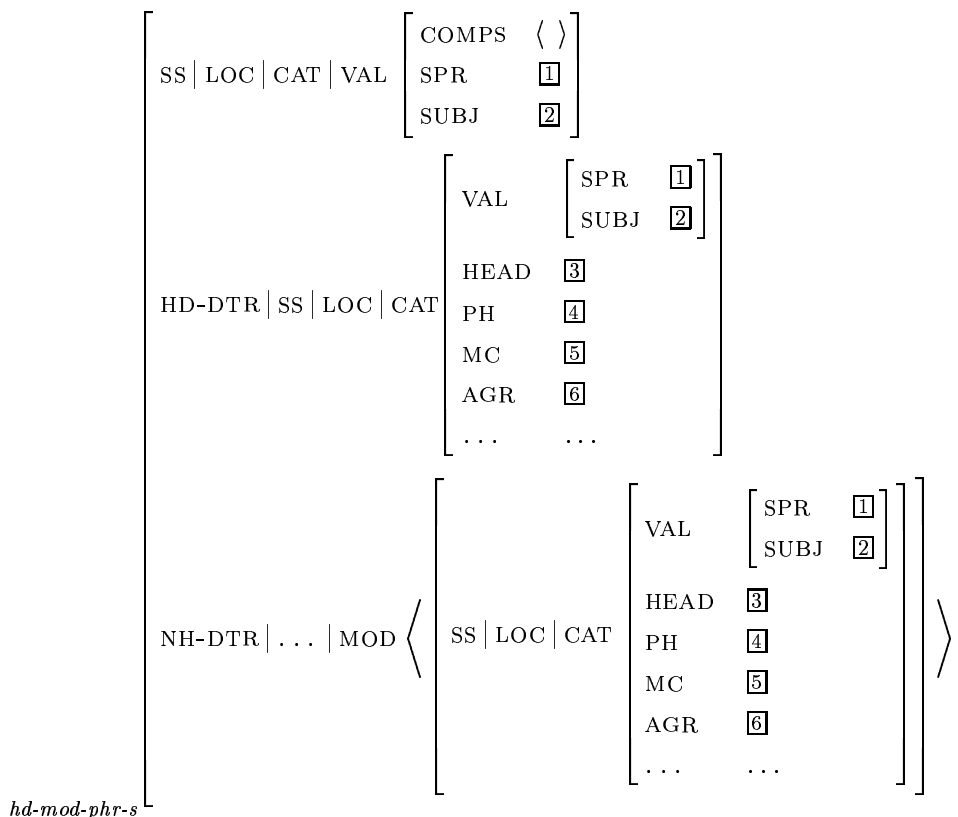 COMPS ⟨ ⟩
SS | LOC | CAT | VAL SPR 1
SUBJ 2
SPR 1
VAL
SUBJ 2
HEAD 3
HD-DTR | SS | LOC | CAT
PH 4
MC 5
AGR 6
... ...
SPR 1
VAL
SUBJ 2
HEAD 3
NH-DTR | ... | MOD ⟨ SS | LOC | CAT ⟩
PH 4
MC 5
AGR 6
... ...
hd-mod-phr-s